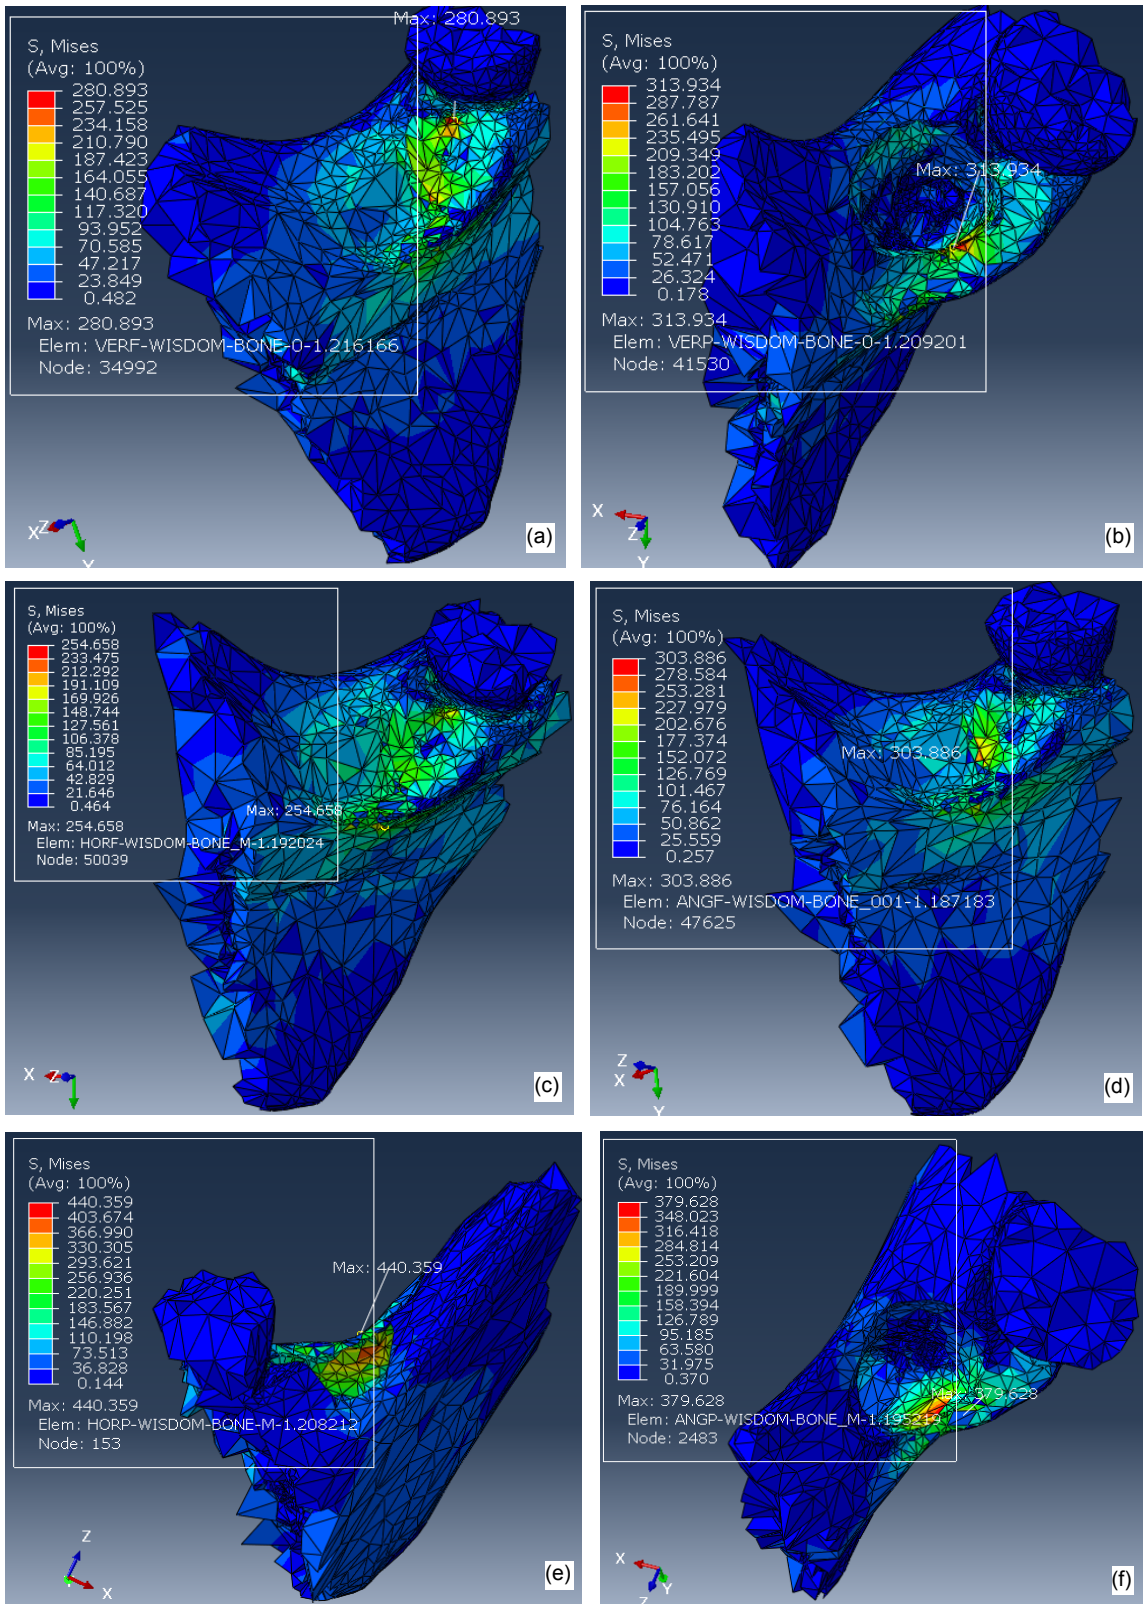 Max: 280.893
S, Mises
(Avg: 100%)
280.893
257.525
234.158
210.790
187.423
164.055
140.687
117.320
93.952
70.585
47.217
23.849
0.482
Max: 280.893
Elem: VERF-WISDOM-BONE-0-1.216166
Node: 34992
X
Z
Y
(a)
S, Mises
(Avg: 100%)
313.934
287.787
261.641
235.495
209.349
183.202
157.056
130.910
104.763
78.617
52.471
26.324
0.178
Max: 313.934
Max: 313.934
Elem: VERP-WISDOM-BONE-0-1.209201
Node: 41530
X
Z
Y
(b)
S, Mises
(Avg: 100%)
254.658
233.475
212.292
191.109
169.926
148.744
127.561
106.378
85.195
64.012
42.829
21.646
0.464
Max: 254.658
Max: 254.658
Elem: HORF-WISDOM-BONE_M-1.192024
Node: 50039
X
Z
(c)
S, Mises
(Avg: 100%)
303.886
278.584
253.281
227.979
202.676
177.374
152.072
126.769
101.467
76.164
50.862
25.559
0.257
Max: 303.886
Max: 303.886
Elem: ANGF-WISDOM-BONE_001-1.187183
Node: 47625
Z
X
Y
(d)
S, Mises
(Avg: 100%)
440.359
403.674
366.990
330.305
293.621
256.936
220.251
183.567
146.882
110.198
73.513
36.828
0.144
Max: 440.359
Max: 440.359
Elem: HORP-WISDOM-BONE-M-1.208212
Node: 153
Z
Y
X
(e)
S, Mises
(Avg: 100%)
379.628
348.023
316.418
284.814
253.209
221.604
189.999
158.394
126.789
95.185
63.580
31.975
0.370
Max: 379.628
Max: 379.628
Elem: ANGP-WISDOM-BONE_M-1.195219
Node: 2483
X
Y
Z
(f)